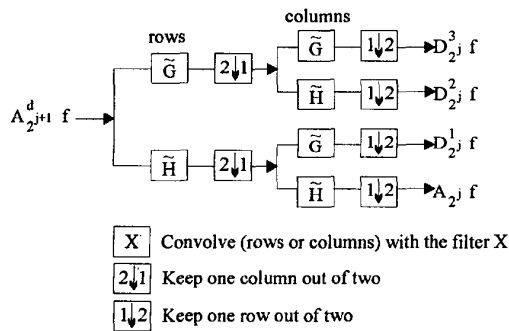 columns
rows
G̃ 2↓1 G̃ 1↓2 D³₂ʲ f
H̃ 1↓2 D²₂ʲ f
Aᵈ₂ʲ⁺¹ f
H̃ 2↓1 G̃ 1↓2 D¹₂ʲ f
H̃ 1↓2 A₂ʲ f
X Convolve (rows or columns) with the filter X
2↓1 Keep one column out of two
1↓2 Keep one row out of two